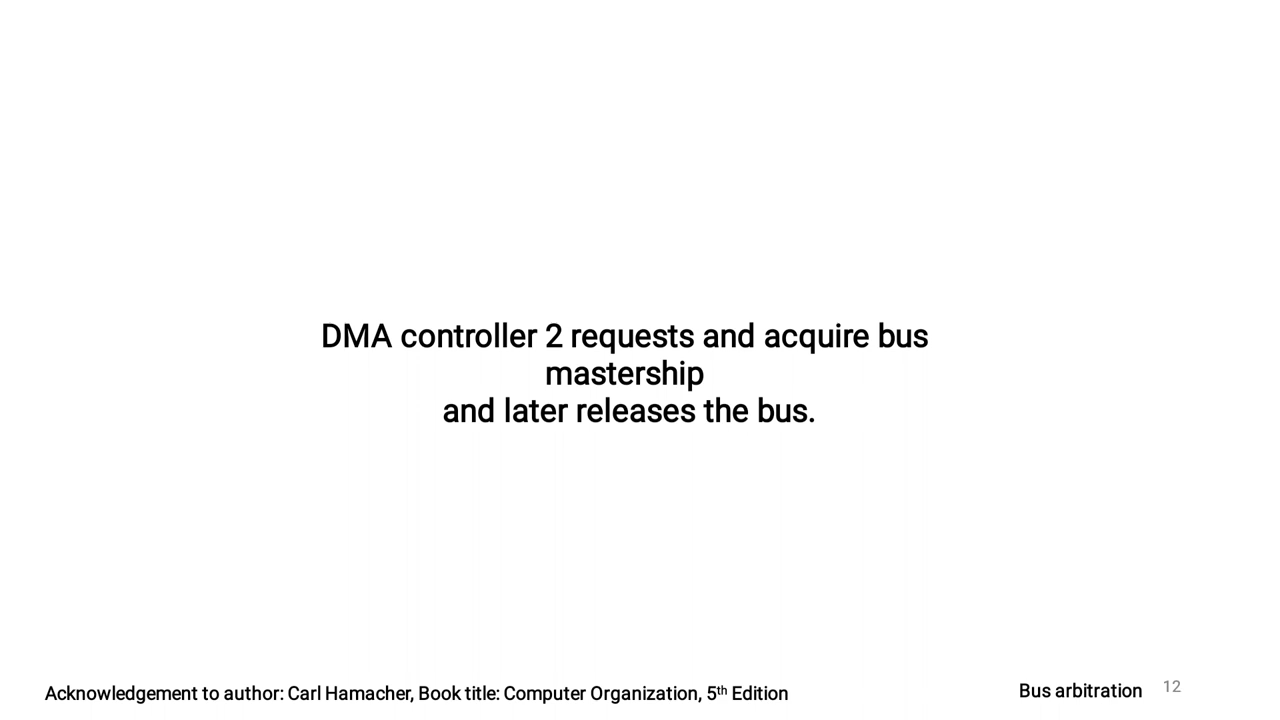 DMA controller 2 requests and acquire bus
mastership
and later releases the bus.
Acknowledgement to author: Carl Hamacher, Book title: Computer Organization, 5th Edition
Bus arbitration
12